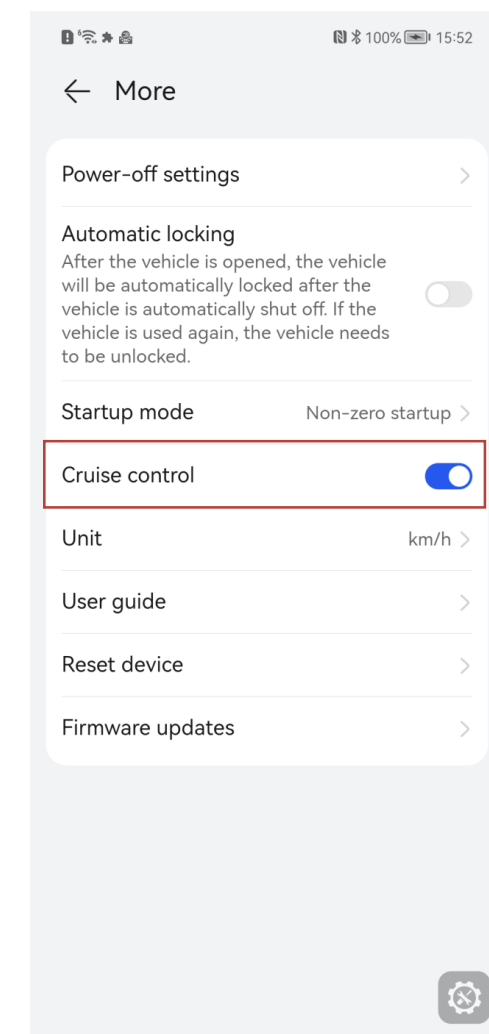 100% 15:52
More
Power-off settings
Automatic locking
After the vehicle is opened, the vehicle
will be automatically locked after the
vehicle is automatically shut off. If the
vehicle is used again, the vehicle needs
to be unlocked.
Startup mode Non-zero startup
Cruise control
Unit km/h
User guide
Reset device
Firmware updates